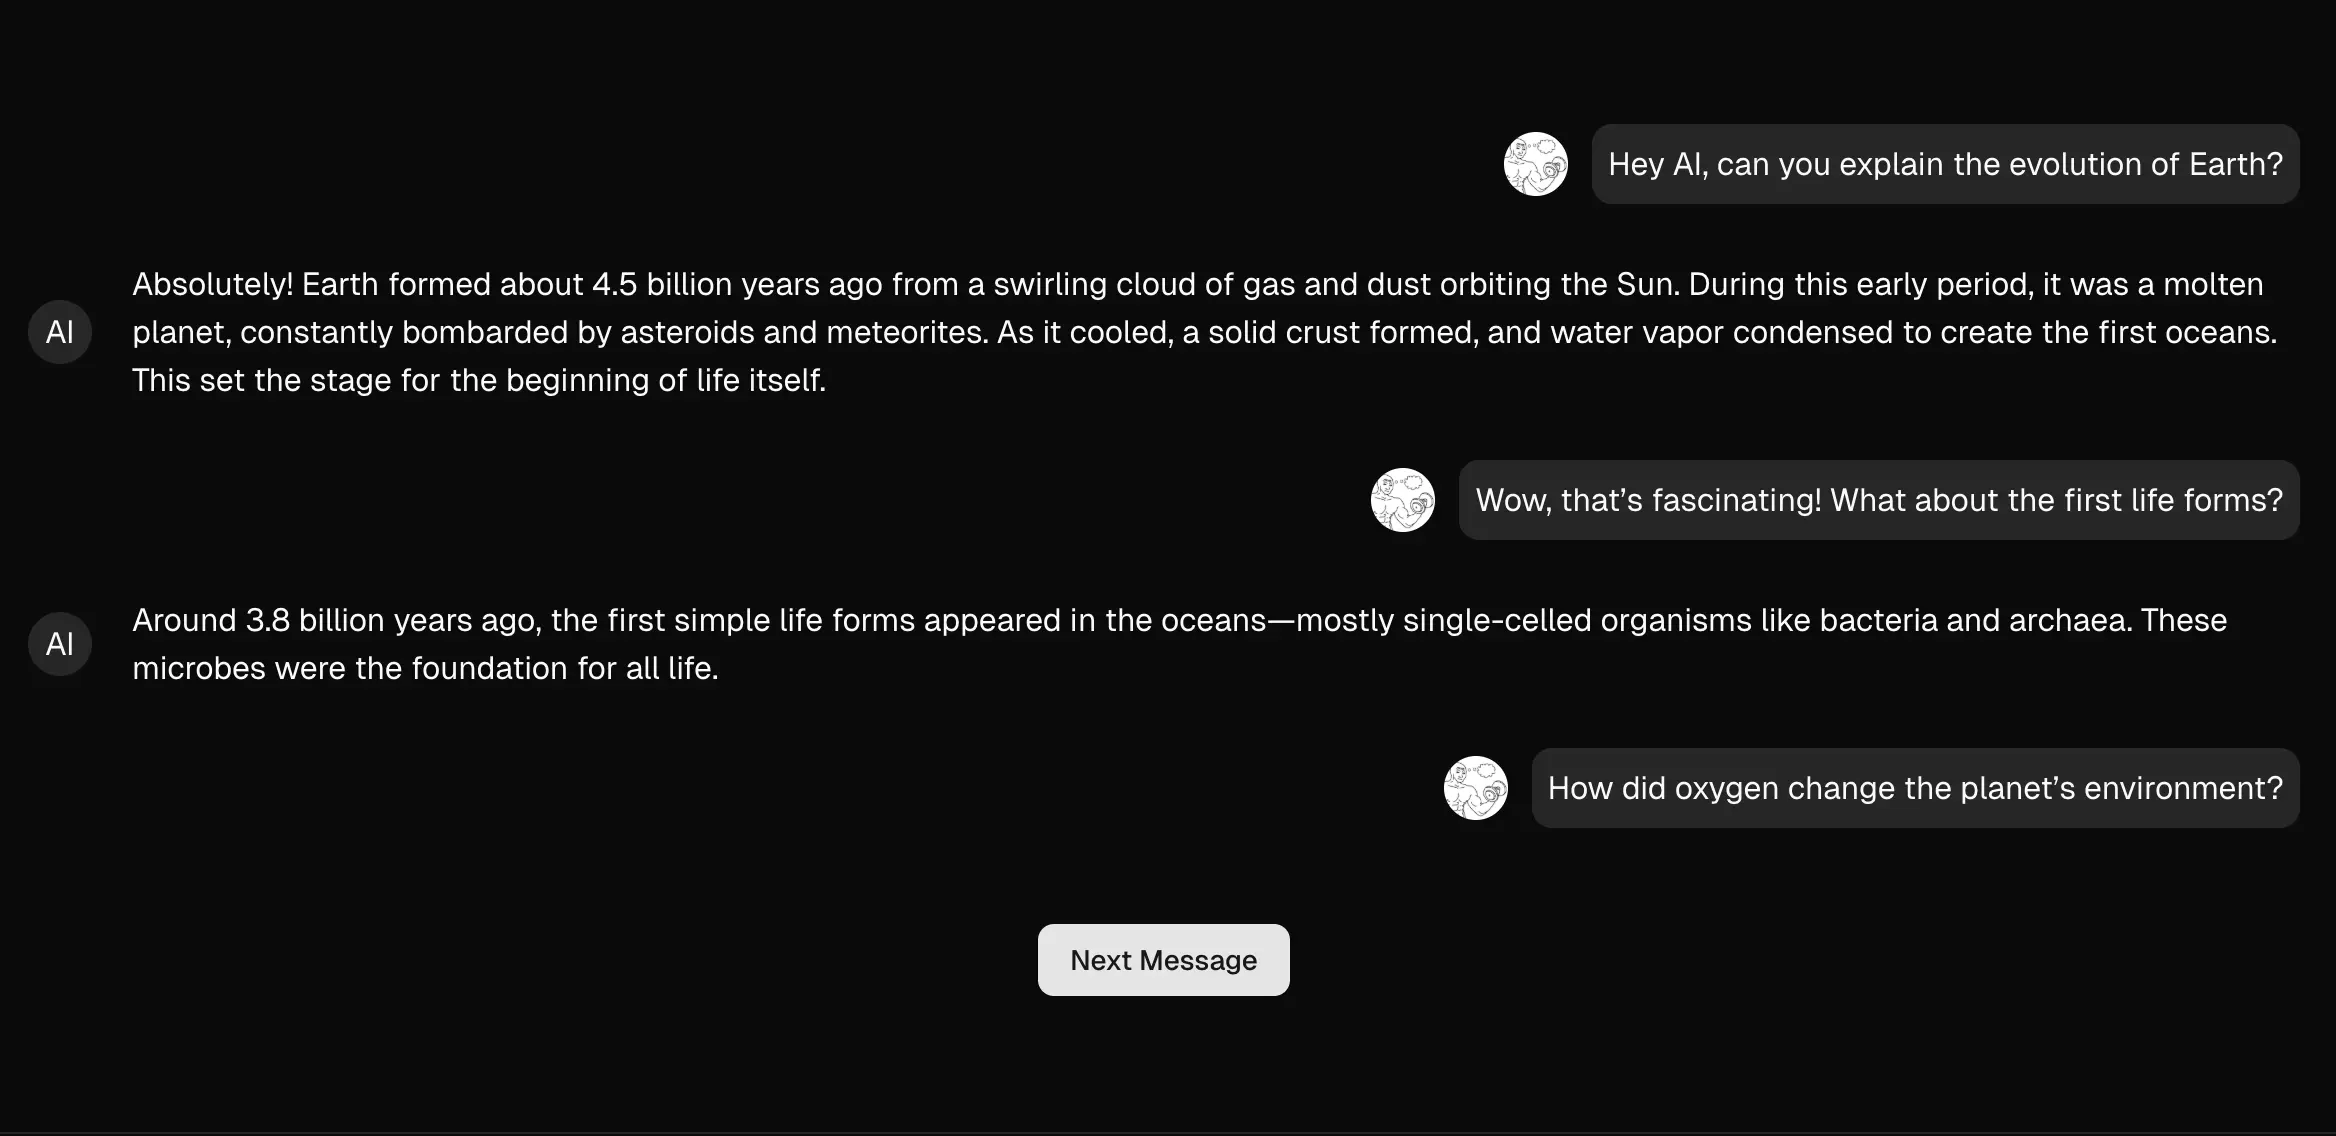 Hey AI, can you explain the evolution of Earth?
Absolutely! Earth formed about 4.5 billion years ago from a swirling cloud of gas and dust orbiting the Sun. During this early period, it was a molten
AI
planet, constantly bombarded by asteroids and meteorites. As it cooled, a solid crust formed, and water vapor condensed to create the first oceans.
This set the stage for the beginning of life itself.
Wow, that’s fascinating! What about the first life forms?
Around 3.8 billion years ago, the first simple life forms appeared in the oceans—mostly single-celled organisms like bacteria and archaea. These
AI
microbes were the foundation for all life.
How did oxygen change the planet’s environment?
Next Message